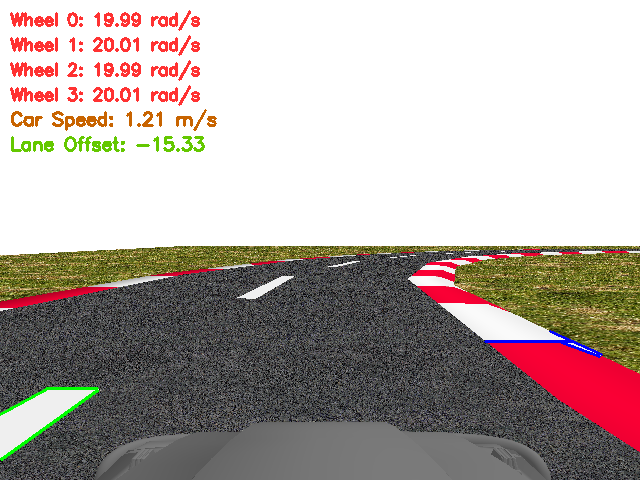 Wheel 0: 19.99 rad/s
Wheel 1: 20.01 rad/s
Wheel 2: 19.99 rad/s
Wheel 3: 20.01 rad/s
Car Speed: 1.21 m/s
Lane Offset: -15.33